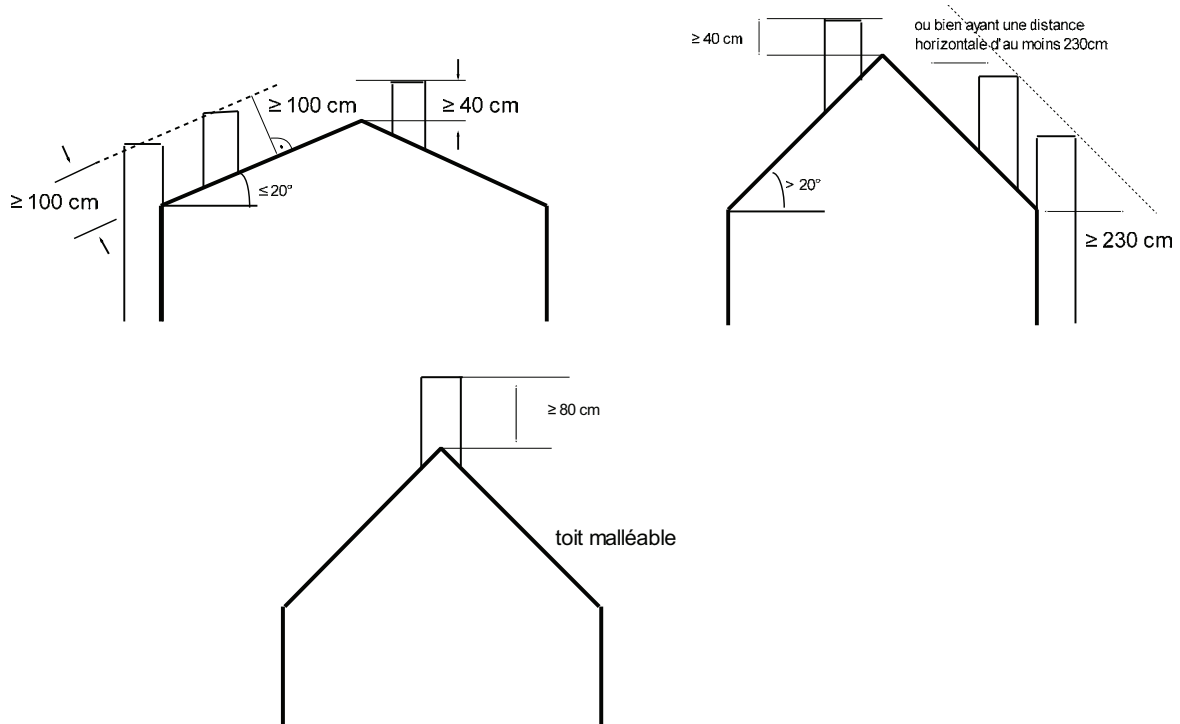 ≥ 100 cm
≥ 40 cm
≤ 20°
≥ 100 cm
≥ 40 cm
ou bien ayant une distance
horizontale d'au moins 230cm
> 20°
≥ 230 cm
≥ 80 cm
toit malléable